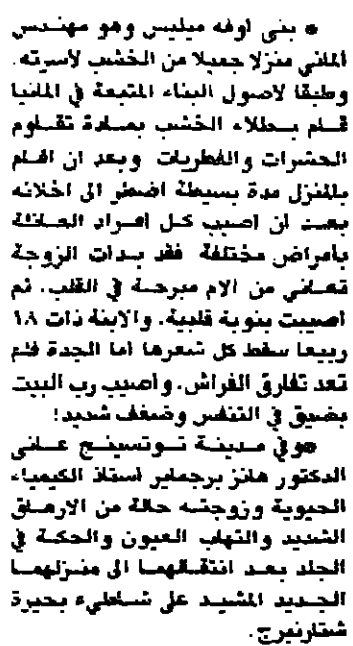 ● بنى اوفه ميليس وهو مهندس
ألماني منزلا جميلا من الخشب لأسرته.
وطبقا لاصول البناء المتبعة في المانيا
قام بطلاء الخشب بمادة تقاوم
الحشرات والفطريات وبعد ان اقام
بالمنزل مدة بسيطة اضطر الى اخلائه
بعد ان اصيب كل افراد العائلة
بأمراض مختلفة فقد بدأت الزوجة
تعاني من الام مبرحة في القلب. ثم
اصيبت بنوبة قلبية. والابنة ذات ١٨
ربيعا سقط كل شعرها اما الجدة فلم
تعد تفارق الفراش. واصيب رب البيت
بضيق في التنفس وضعف شديد!
●وفي مدينة توتسينج عانى
الدكتور هانز برجماير استاذ الكيمياء
الحيوية وزوجته حالة من الارهاق
الشديد والتهاب العيون والحكة في
الجلد بعد انتقالهما الى منزلهما
الجديد المشيد على شاطيء بحيرة
شتارنبرج.